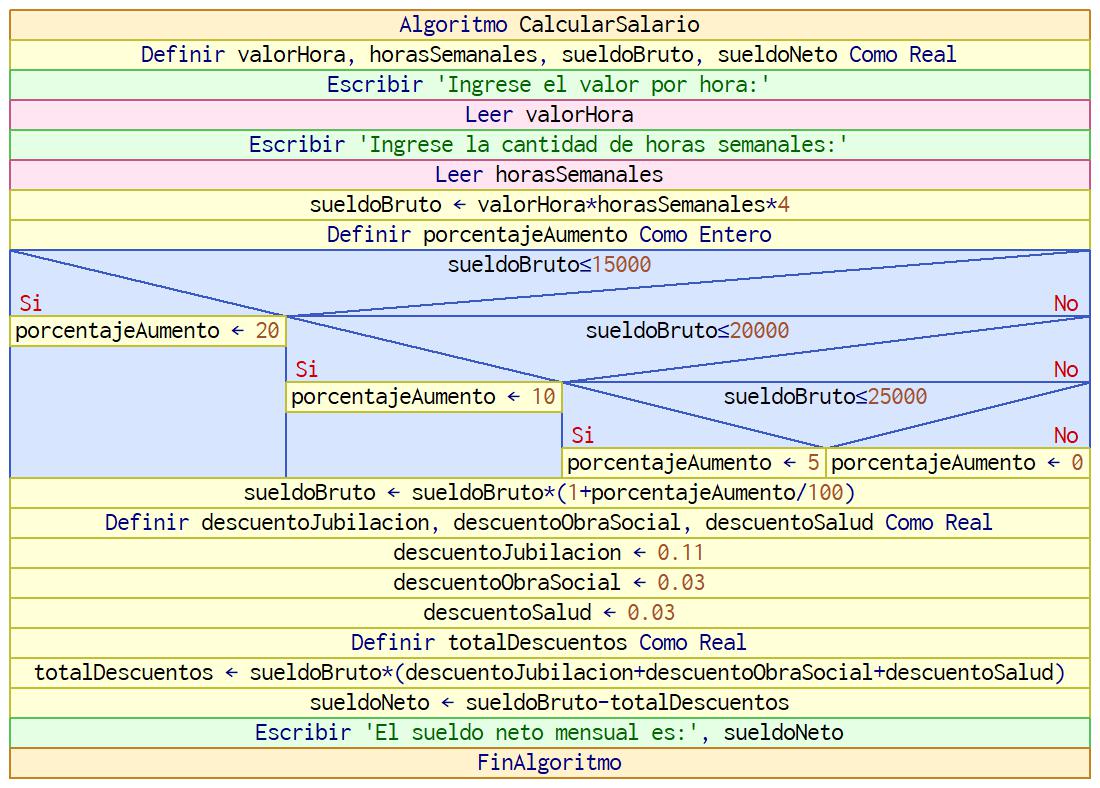 Algoritmo CalcularSalario
Definir valorHora, horasSemanales, sueldoBruto, sueldoNeto Como Real
Escribir 'Ingrese el valor por hora:'
Leer valorHora
Escribir 'Ingrese la cantidad de horas semanales:'
Leer horasSemanales
sueldoBruto ← valorHora*horasSemanales*4
Definir porcentajeAumento Como Entero
sueldoBruto≤15000
Si No
porcentajeAumento ← 20
sueldoBruto≤20000
Si No
porcentajeAumento ← 10
sueldoBruto≤25000
Si No
porcentajeAumento ← 5 porcentajeAumento ← 0
sueldoBruto ← sueldoBruto*(1+porcentajeAumento/100)
Definir descuentoJubilacion, descuentoObraSocial, descuentoSalud Como Real
descuentoJubilacion ← 0.11
descuentoObraSocial ← 0.03
descuentoSalud ← 0.03
Definir totalDescuentos Como Real
totalDescuentos ← sueldoBruto*(descuentoJubilacion+descuentoObraSocial+descuentoSalud)
sueldoNeto ← sueldoBruto-totalDescuentos
Escribir 'El sueldo neto mensual es:', sueldoNeto
FinAlgoritmo